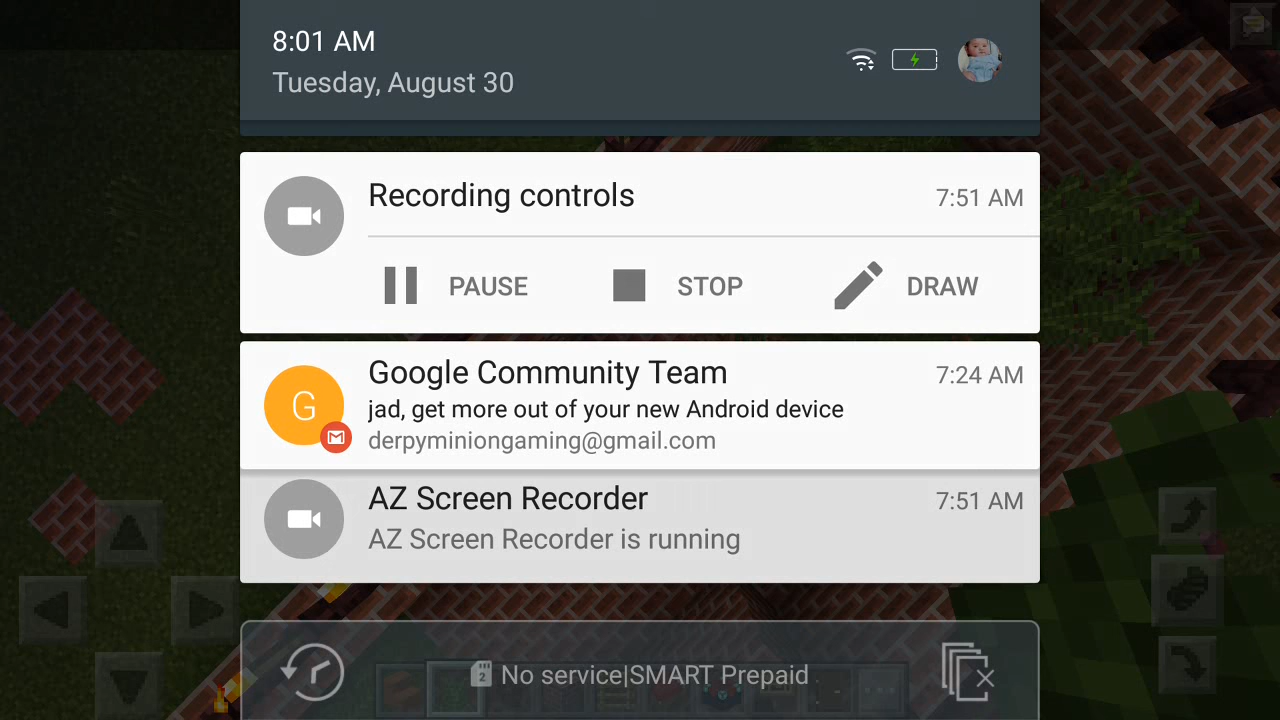 8:01 AM
Tuesday, August 30
Recording controls
7:51 AM
PAUSE
STOP
DRAW
G
Google Community Team
7:24 AM
jad, get more out of your new Android device
derpyminiongaming@gmail.com
AZ Screen Recorder
7:51 AM
AZ Screen Recorder is running
2
No service|SMART Prepaid